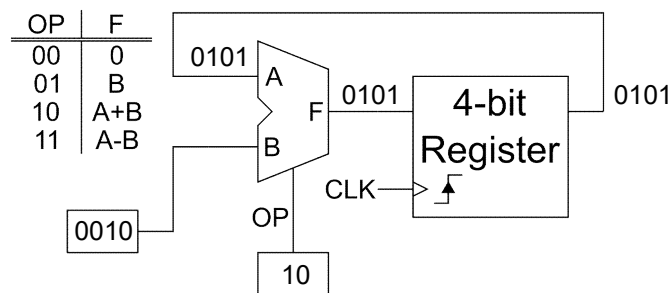 OP F
00 0
01 B
10 A+B
11 A-B
0101
A
B
F
0101
4-bit
Register
0101
CLK
OP
0010
10